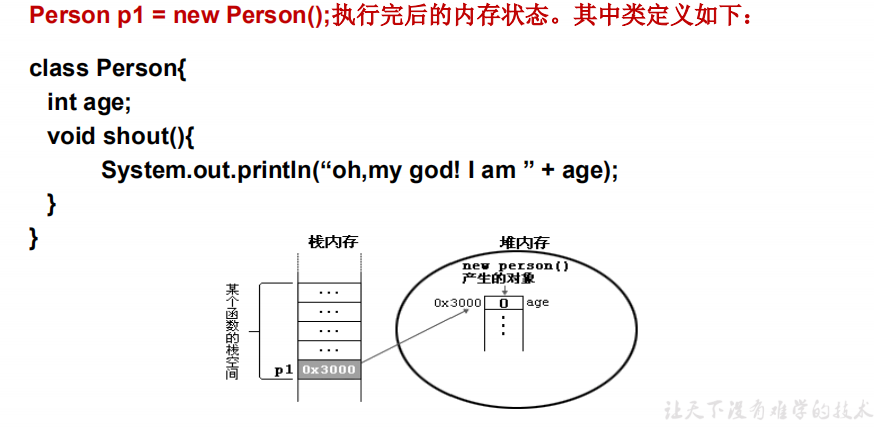 Person p1 = new Person();执行完后的内存状态。其中类定义如下：
class Person{
int age;
void shout(){
System.out.println(“oh,my god! I am ” + age);
}
}
栈内存
堆内存
new person()
产生的对象
某个函数的栈空间
...
...
...
...
p1 0x3000
0x3000 0 age
让天下没有难学的技术